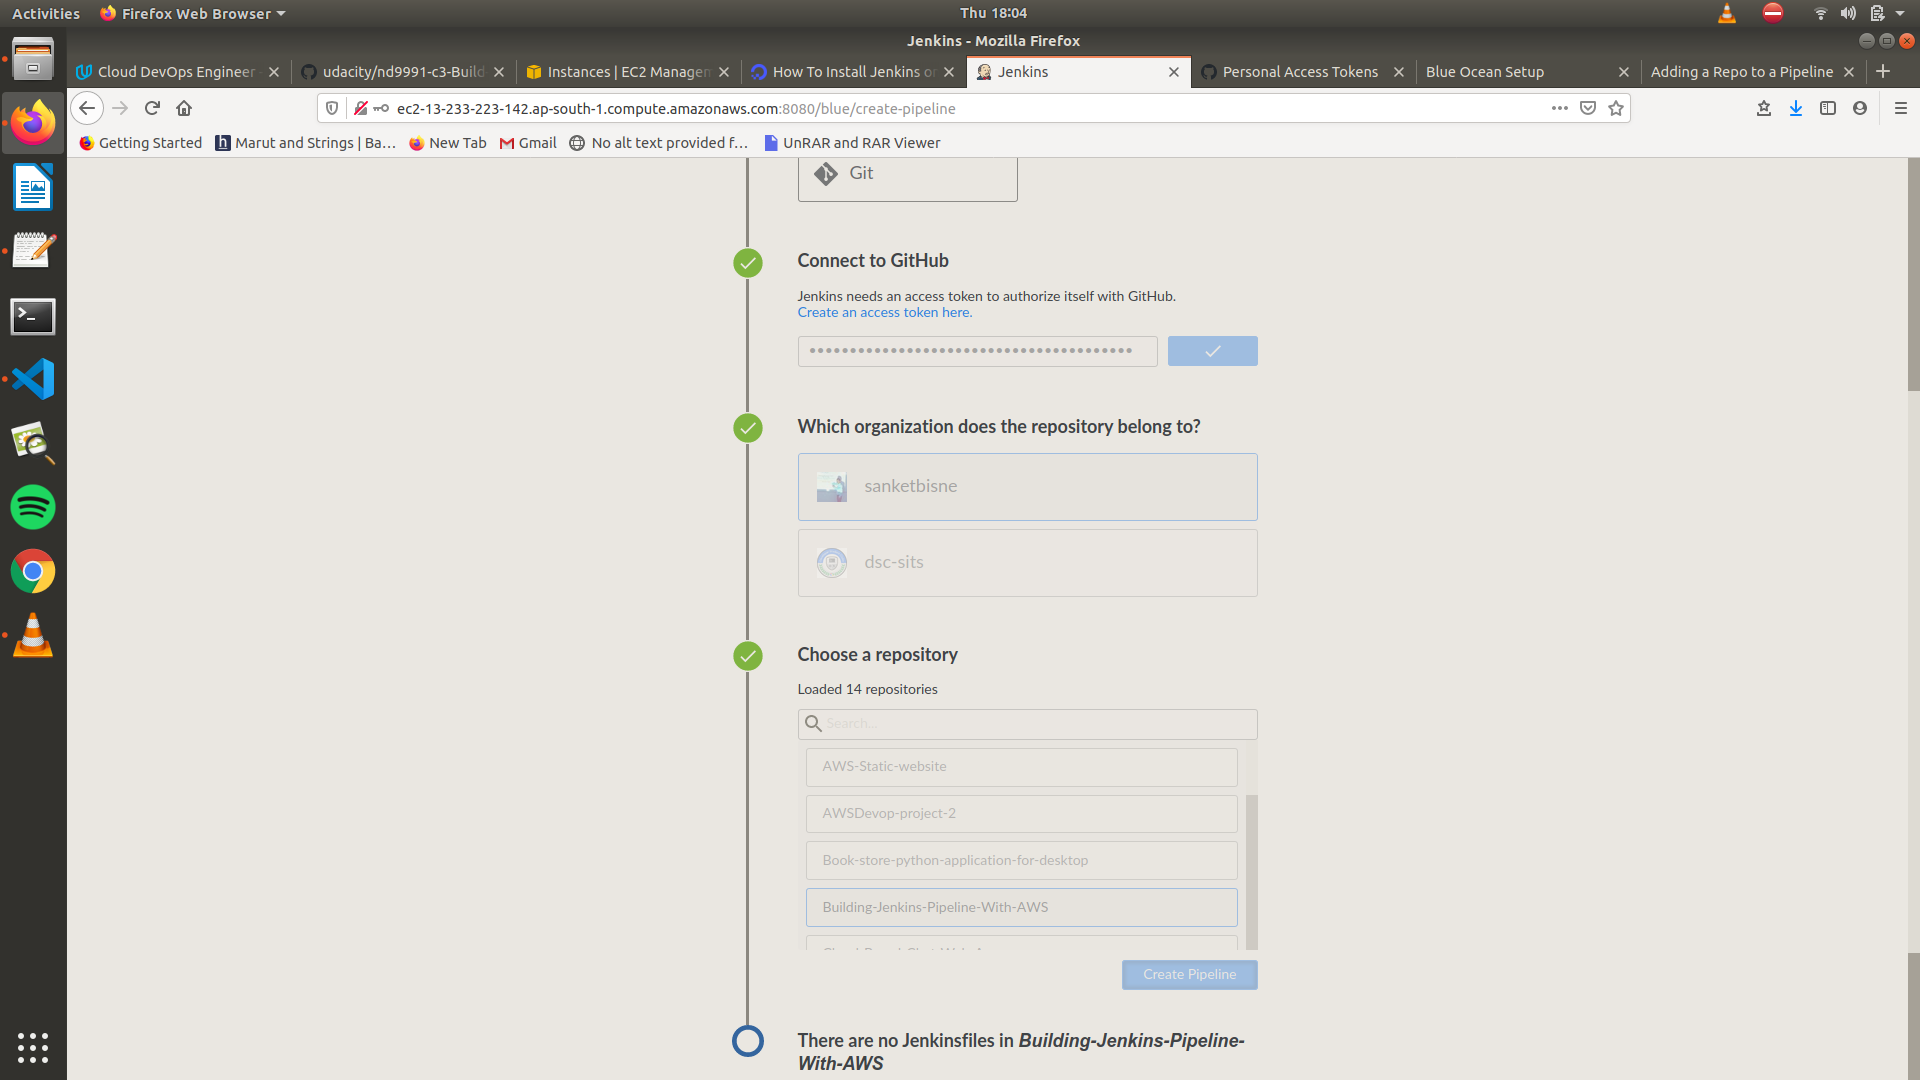 Activities
Firefox Web Browser
Thu 18:04
Jenkins - Mozilla Firefox
Cloud DevOps Engineer
udacity/nd9991-c3-Build
Instances | EC2 Manager
How To Install Jenkins or
Jenkins
Personal Access Tokens
Blue Ocean Setup
Adding a Repo to a Pipeline
ec2-13-233-223-142.ap-south-1.compute.amazonaws.com:8080/blue/create-pipeline
Getting Started
Marut and Strings | Ba...
New Tab
Gmail
No alt text provided f...
UnRAR and RAR Viewer
Git
Connect to GitHub
Jenkins needs an access token to authorize itself with GitHub.
Create an access token here.
Which organization does the repository belong to?
sanketbisne
dsc-sits
Choose a repository
Loaded 14 repositories
Search...
AWS-Static-website
AWSDevop-project-2
Book-store-python-application-for-desktop
Building-Jenkins-Pipeline-With-AWS
Create Pipeline
There are no Jenkinsfiles in Building-Jenkins-Pipeline-
With-AWS